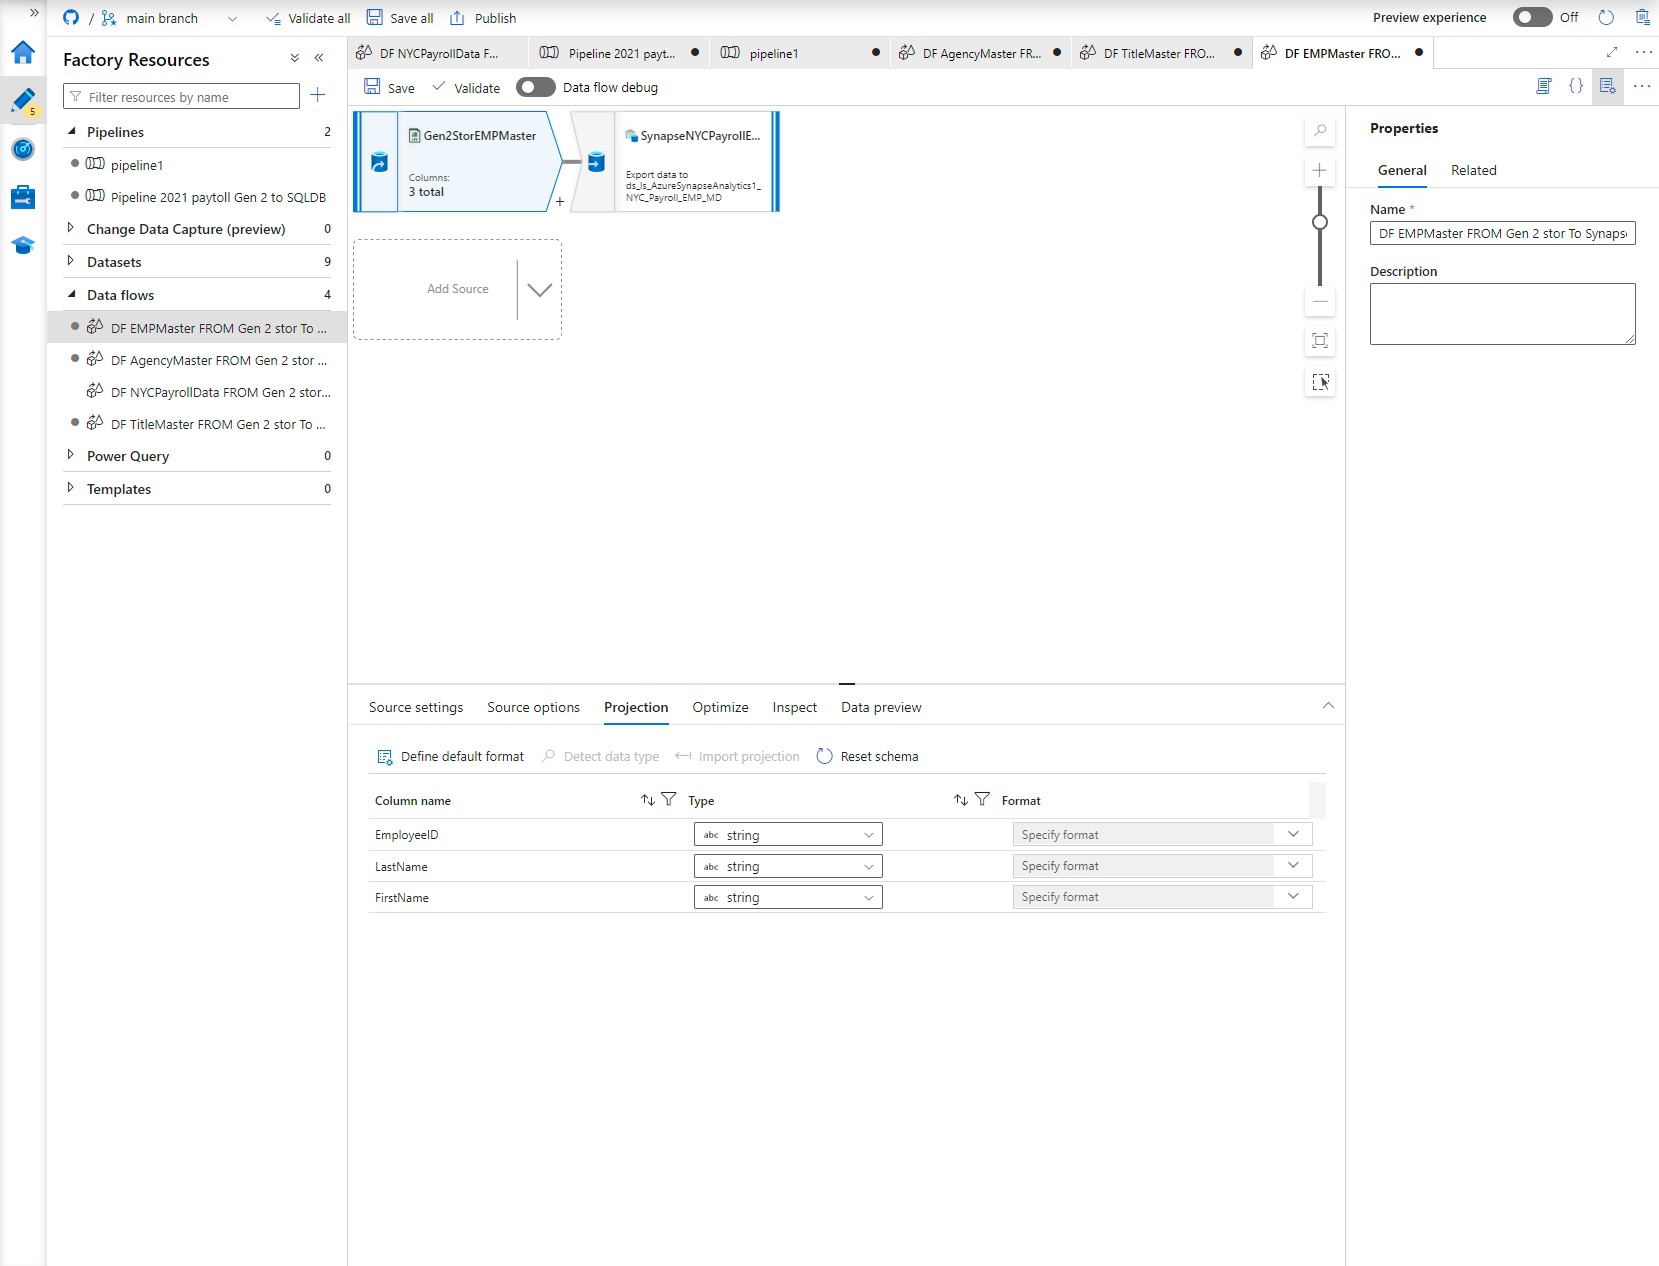 / main branch Validate all Save all Publish Preview experience Off
Factory Resources
Filter resources by name
Pipelines 2
pipeline1
Pipeline 2021 paytoll Gen 2 to SQLDB
Change Data Capture (preview) 0
Datasets 9
Data flows 4
DF EMPMaster FROM Gen 2 stor To ...
DF AgencyMaster FROM Gen 2 stor ...
DF NYCPayrollData FROM Gen 2 stor...
DF TitleMaster FROM Gen 2 stor To ...
Power Query 0
Templates 0
5
DF NYCPayrollData F... Pipeline 2021 payt... pipeline1 DF AgencyMaster FR... DF TitleMaster FRO... DF EMPMaster FRO...
Save Validate Data flow debug
Gen2StorEMPMaster
Columns:
3 total
+
SynapseNYCPayrollE...
Export data to
ds_ls_AzureSynapseAnalytics1_
NYC_Payroll_EMP_MD
Add Source
Properties
General Related
Name *
DF EMPMaster FROM Gen 2 stor To Synaps
Description
Source settings Source options Projection Optimize Inspect Data preview
Define default format Detect data type Import projection Reset schema
Column name Type Format
EmployeeID abc string Specify format
LastName abc string Specify format
FirstName abc string Specify format